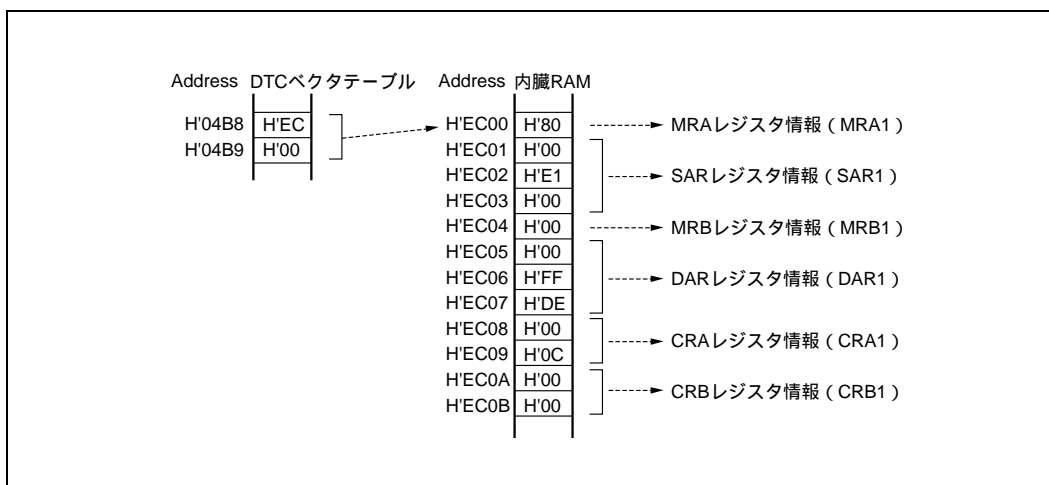 Address DTCベクタテーブル Address 内臓RAM
H'04B8 H'EC H'EC00 H'80 MRAレジスタ情報（MRA1）
H'04B9 H'00 H'EC01 H'00
H'EC02 H'E1 SARレジスタ情報（SAR1）
H'EC03 H'00
H'EC04 H'00 MRBレジスタ情報（MRB1）
H'EC05 H'00
H'EC06 H'FF DARレジスタ情報（DAR1）
H'EC07 H'DE
H'EC08 H'00
CRAレジスタ情報（CRA1）
H'EC09 H'0C
H'EC0A H'00
CRBレジスタ情報（CRB1）
H'EC0B H'00